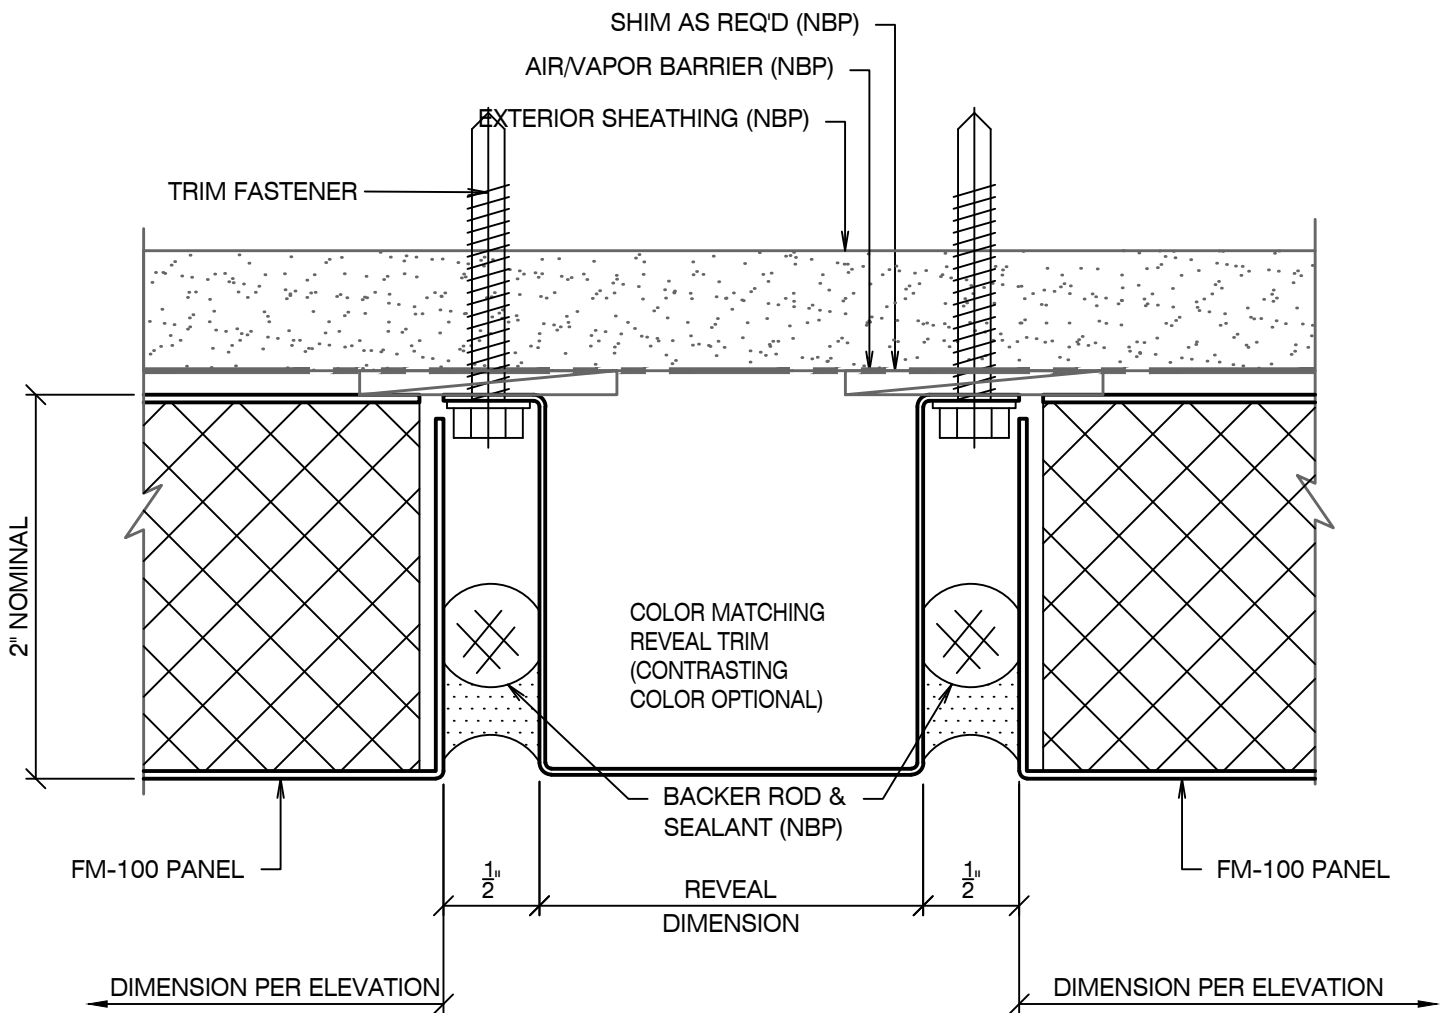 SHIM AS REQ'D (NBP)
AIR/VAPOR BARRIER (NBP)
EXTERIOR SHEATHING (NBP)
TRIM FASTENER
2" NOMINAL
COLOR MATCHING
REVEAL TRIM
(CONTRASTING
COLOR OPTIONAL)
BACKER ROD &
SEALANT (NBP)
FM-100 PANEL
FM-100 PANEL
1/2"
REVEAL
DIMENSION
1/2"
DIMENSION PER ELEVATION
DIMENSION PER ELEVATION